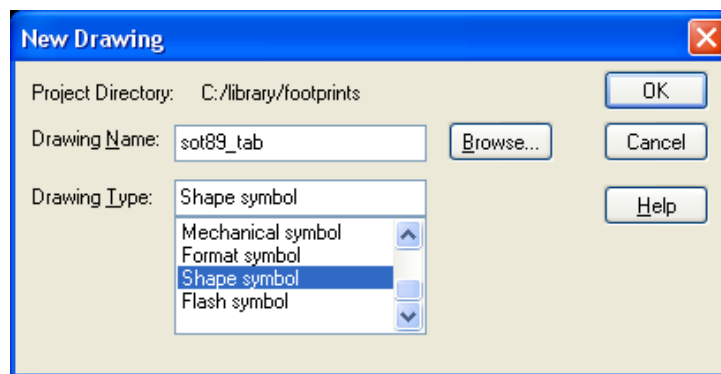 New Drawing
Project Directory: C:/library/footprints
OK
Drawing Name: sot89_tab
Browse...
Cancel
Drawing Type: Shape symbol
Help
Mechanical symbol
Format symbol
Shape symbol
Flash symbol